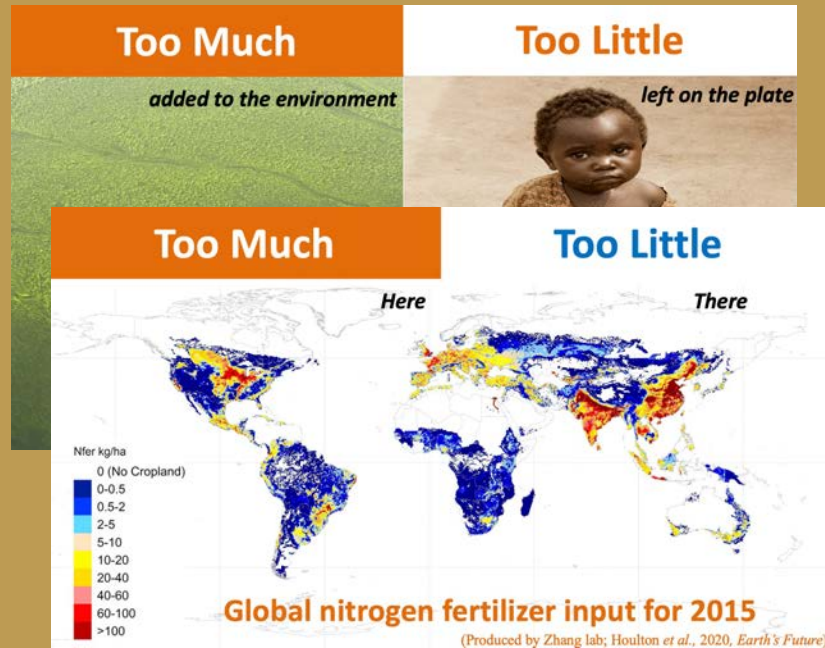 Too Much
Too Little
added to the environment
left on the plate
Too Much
Too Little
Here
There
Nfer kg/ha
0 (No Cropland)
0-0.5
0.5-2
2-5
5-10
10-20
20-40
40-60
60-100
>100
Global nitrogen fertilizer input for 2015
(Produced by Zhang lab; Houlton et al., 2020, Earth's Future)